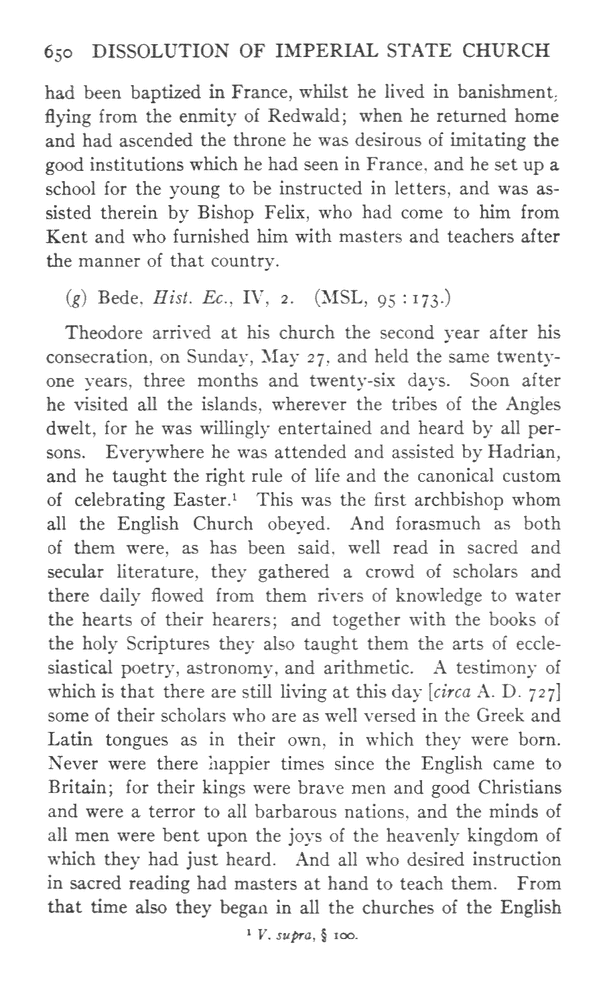 650 DISSOLUTION OF IMPERIAL STATE CHURCH
had been baptized in France, whilst he lived in banishment,
flying from the enmity of Redwald; when he returned home
and had ascended the throne he was desirous of imitating the
good institutions which he had seen in France, and he set up a
school for the young to be instructed in letters, and was as-
sisted therein by Bishop Felix, who had come to him from
Kent and who furnished him with masters and teachers after
the manner of that country.
(g) Bede, Hist. Ec., IV, 2. (MSL, 95 : 173.)
Theodore arrived at his church the second year after his
consecration, on Sunday, May 27, and held the same twenty-
one years, three months and twenty-six days. Soon after
he visited all the islands, wherever the tribes of the Angles
dwelt, for he was willingly entertained and heard by all per-
sons. Everywhere he was attended and assisted by Hadrian,
and he taught the right rule of life and the canonical custom
of celebrating Easter.¹ This was the first archbishop whom
all the English Church obeyed. And forasmuch as both
of them were, as has been said, well read in sacred and
secular literature, they gathered a crowd of scholars and
there daily flowed from them rivers of knowledge to water
the hearts of their hearers; and together with the books of
the holy Scriptures they also taught them the arts of eccle-
siastical poetry, astronomy, and arithmetic. A testimony of
which is that there are still living at this day [circa A. D. 727]
some of their scholars who are as well versed in the Greek and
Latin tongues as in their own, in which they were born.
Never were there happier times since the English came to
Britain; for their kings were brave men and good Christians
and were a terror to all barbarous nations, and the minds of
all men were bent upon the joys of the heavenly kingdom of
which they had just heard. And all who desired instruction
in sacred reading had masters at hand to teach them. From
that time also they began in all the churches of the English
¹ V. supra, § 100.